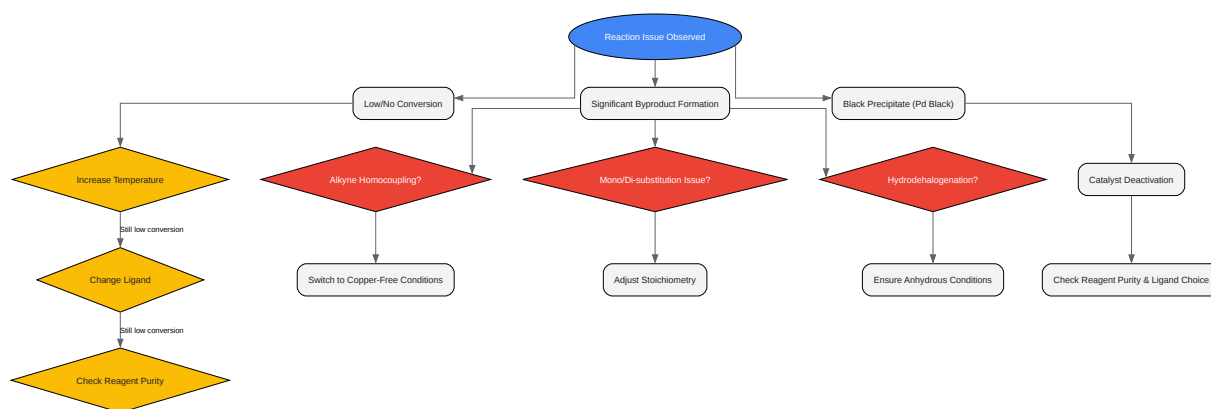 Reaction Issue Observed
Low/No Conversion
Significant Byproduct Formation
Black Precipitate (Pd Black)
Increase Temperature
Alkyne Homocoupling?
Mono/Di-substitution Issue?
Hydrodehalogenation?
Catalyst Deactivation
Still low conversion
Change Ligand
Switch to Copper-Free Conditions
Adjust Stoichiometry
Ensure Anhydrous Conditions
Check Reagent Purity & Ligand Choice
Still low conversion
Check Reagent Purity